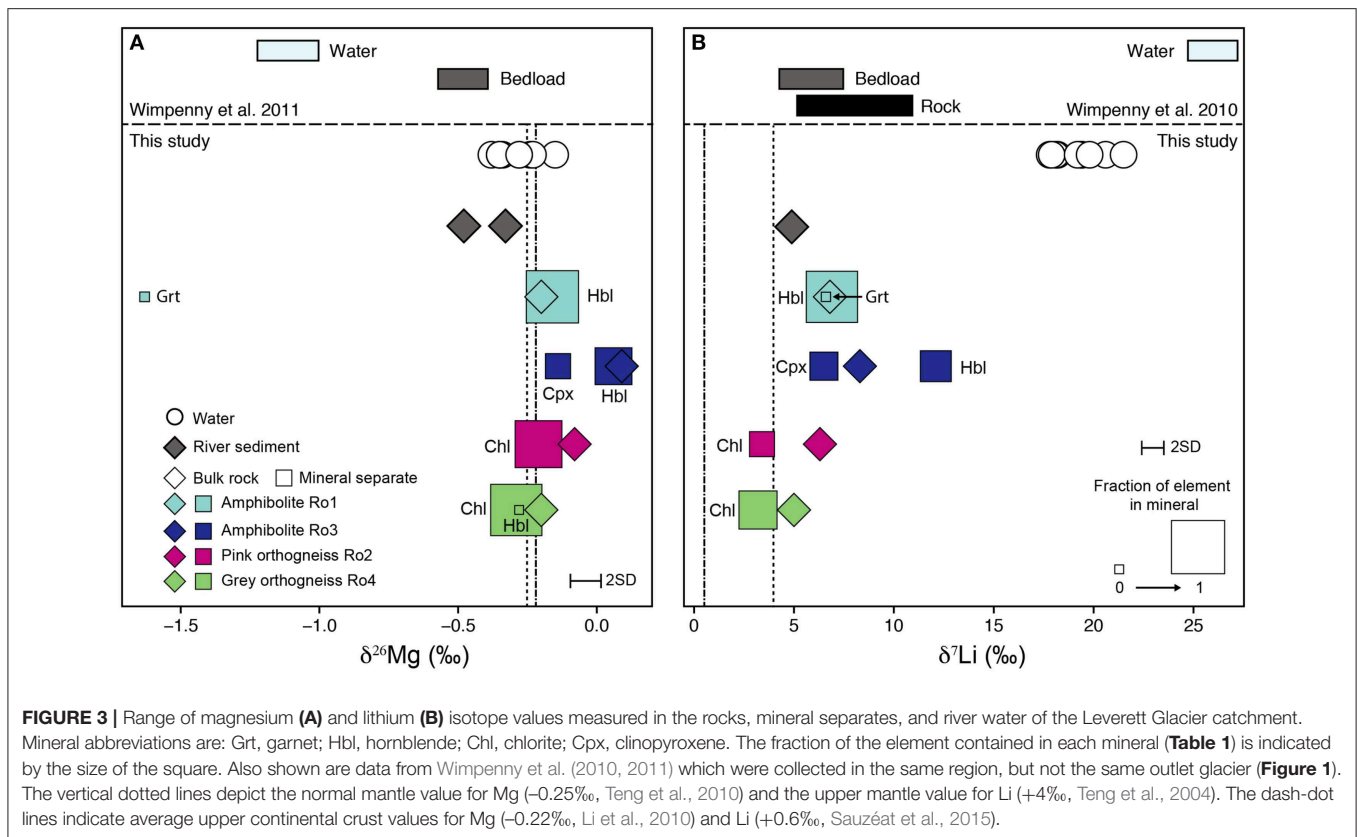 A
Water
Bedload
Wimpenny et al. 2011
This study
Grt
Hbl
Cpx
Hbl
Chl
Chl
Hbl
Water
River sediment
Bulk rock
Mineral separate
Amphibolite Ro1
Amphibolite Ro3
Pink orthogneiss Ro2
Grey orthogneiss Ro4
2SD
−1.5
−1.0
−0.5
0.0
δ26Mg (‰)
B
Water
Bedload
Rock
Wimpenny et al. 2010
This study
Hbl
Grt
Cpx
Hbl
Chl
2SD
Chl
Fraction of element
in mineral
0
1
0
5
10
15
20
25
δ7Li (‰)
FIGURE 3 | Range of magnesium (A) and lithium (B) isotope values measured in the rocks, mineral separates, and river water of the Leverett Glacier catchment.
Mineral abbreviations are: Grt, garnet; Hbl, hornblende; Chl, chlorite; Cpx, clinopyroxene. The fraction of the element contained in each mineral (Table 1) is indicated
by the size of the square. Also shown are data from Wimpenny et al. (2010, 2011) which were collected in the same region, but not the same outlet glacier (Figure 1).
The vertical dotted lines depict the normal mantle value for Mg (–0.25‰, Teng et al., 2010) and the upper mantle value for Li (+4‰, Teng et al., 2004). The dash-dot
lines indicate average upper continental crust values for Mg (–0.22‰, Li et al., 2010) and Li (+0.6‰, Sauzéat et al., 2015).